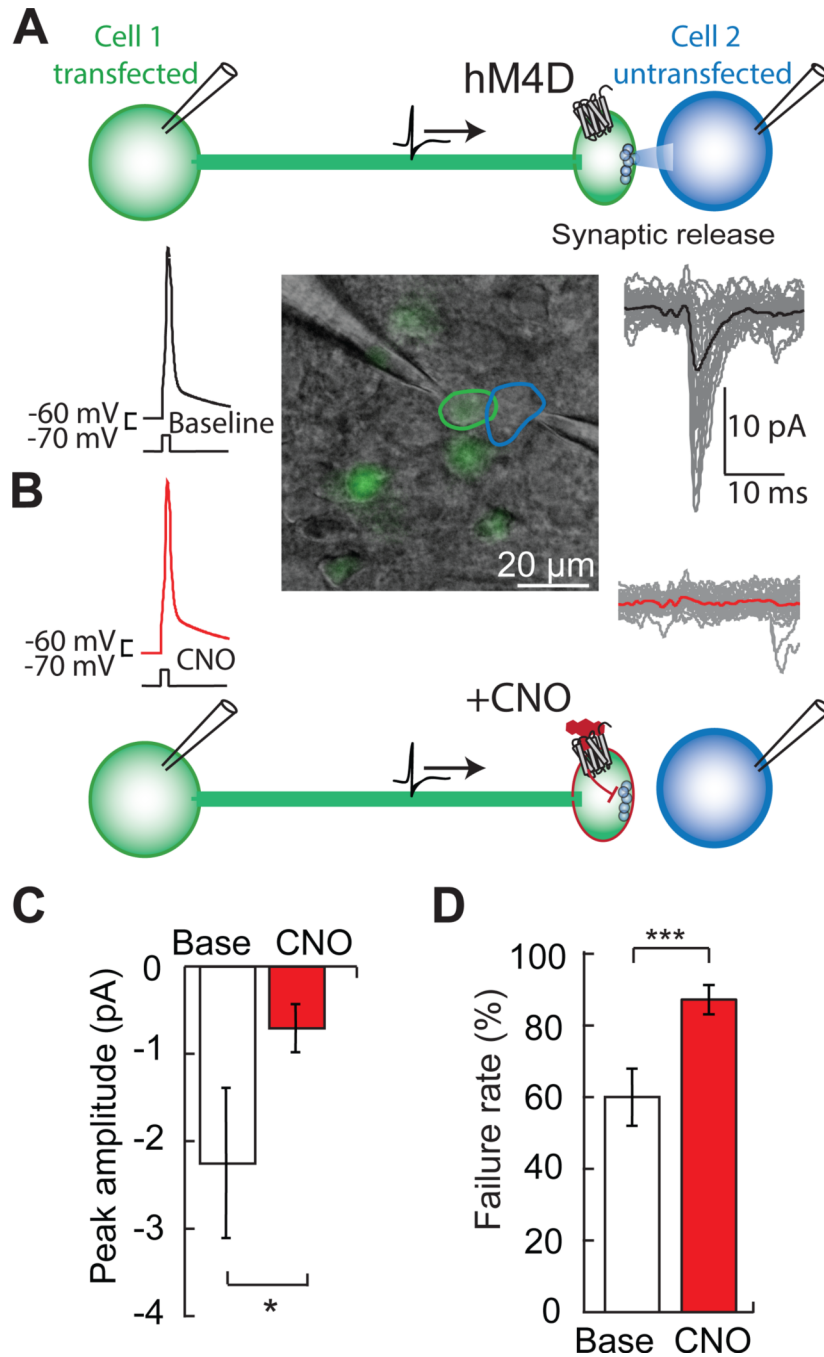 A
Cell 1
transfected
hM4D
Cell 2
untransfected
Synaptic release
-60 mV
-70 mV
Baseline
10 pA
10 ms
20 µm
B
-60 mV
-70 mV
CNO
+CNO
C
Base CNO
Peak amplitude (pA)
0
-1
-2
-3
-4
*
D
***
Failure rate (%)
100
80
60
40
20
0
Base CNO